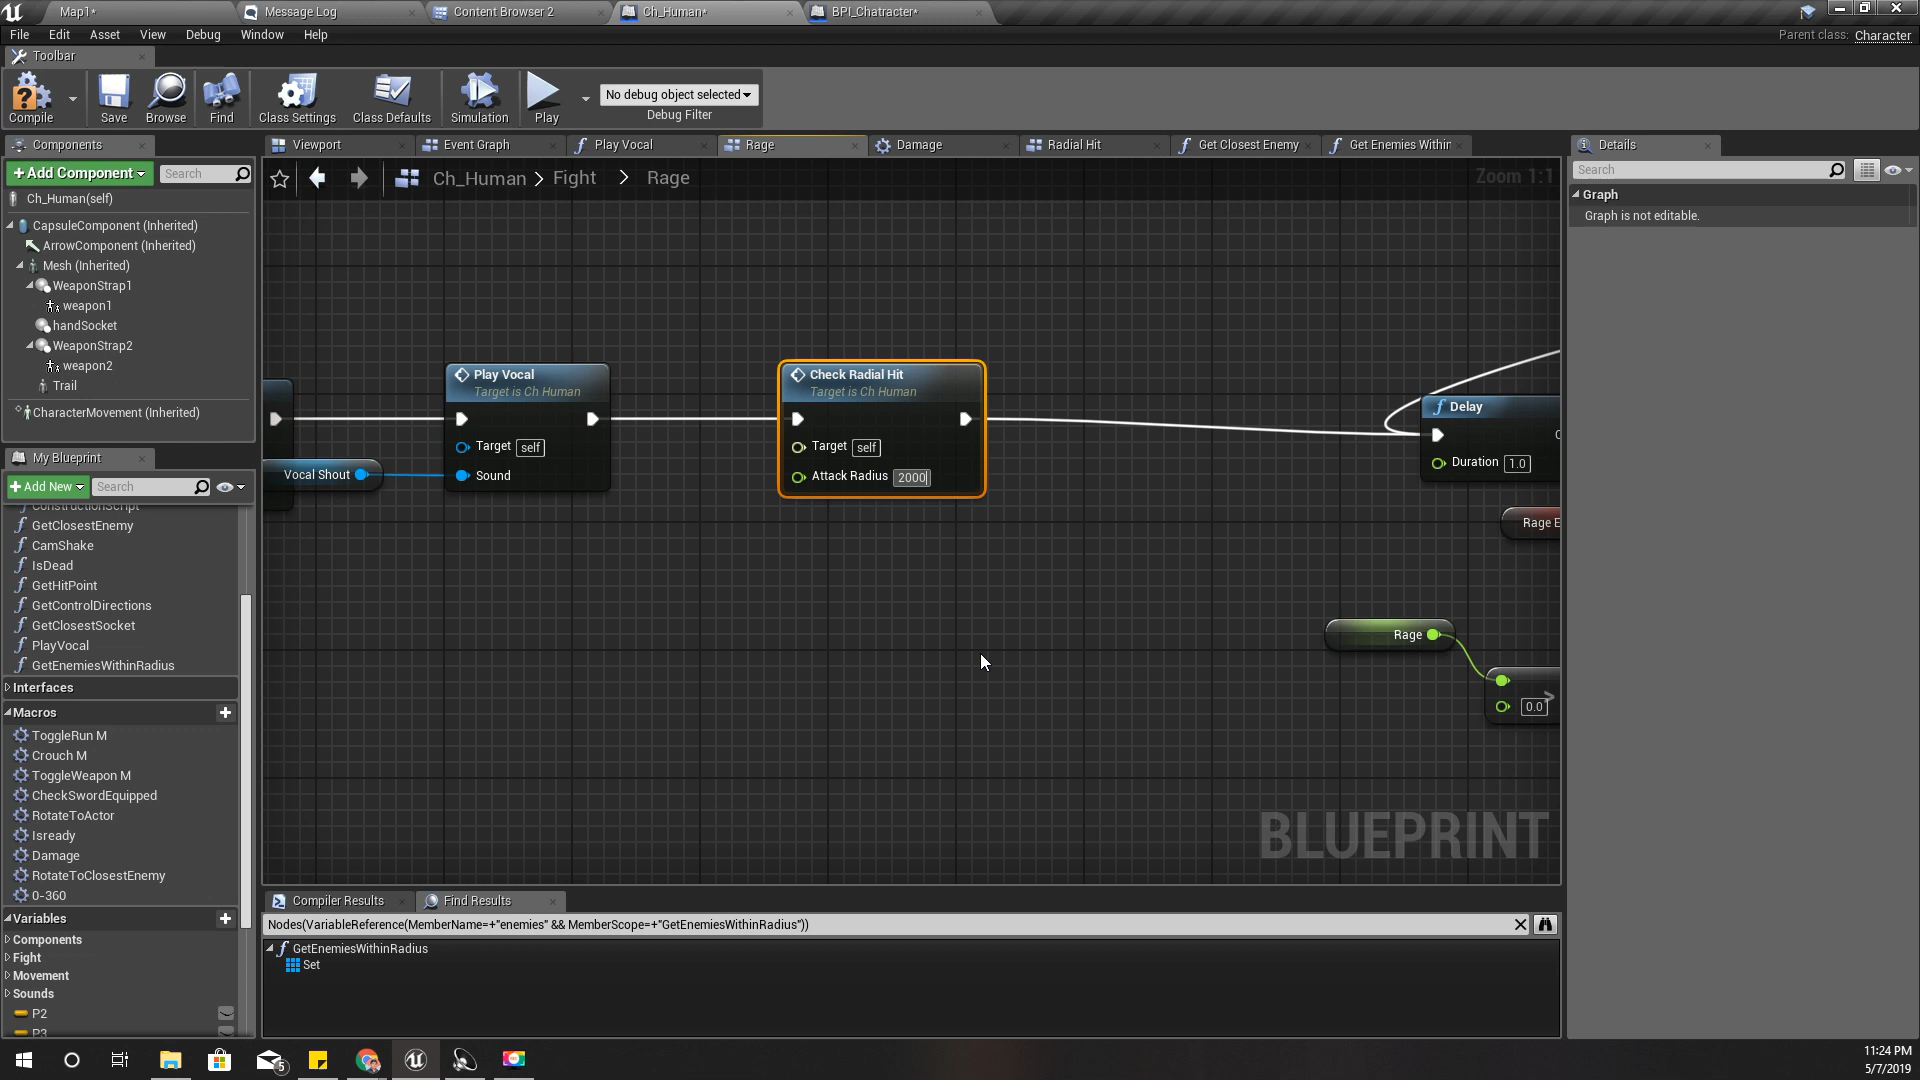 Map1*
Message Log
Content Browser 2
Ch_Human*
BPI_Chatracter*
File Edit Asset View Debug Window Help
Parent class: Character
Toolbar
Compile
Save
Browse
Find
Class Settings
Class Defaults
Simulation
Play
No debug object selected
Debug Filter
Components
+Add Component
Search
Ch_Human(self)
CapsuleComponent (Inherited)
ArrowComponent (Inherited)
Mesh (Inherited)
WeaponStrap1
weapon1
handSocket
WeaponStrap2
weapon2
Trail
CharacterMovement (Inherited)
My Blueprint
+Add New
Search
ConstructionScript
GetClosestEnemy
CamShake
IsDead
GetHitPoint
GetControlDirections
GetClosestSocket
PlayVocal
GetEnemiesWithinRadius
Interfaces
Macros
ToggleRun M
Crouch M
ToggleWeapon M
CheckSwordEquipped
RotateToActor
Isready
Damage
RotateToClosestEnemy
0-360
Variables
Components
Fight
Movement
Sounds
P2
P3
Viewport
Event Graph
Play Vocal
Rage
Damage
Radial Hit
Get Closest Enemy
Get Enemies Within
Ch_Human > Fight > Rage
Zoom 1:1
Play Vocal
Target is Ch Human
Target self
Sound
Vocal Shout
Check Radial Hit
Target is Ch Human
Target self
Attack Radius 2000
Delay
Duration 1.0
Rage E
Rage
0.0
>
BLUEPRINT
Compiler Results
Find Results
Nodes(VariableReference(MemberName=+"enemies" && MemberScope=+"GetEnemiesWithinRadius"))
GetEnemiesWithinRadius
Set
Details
Search
Graph
Graph is not editable.
5
11:24 PM
5/7/2019